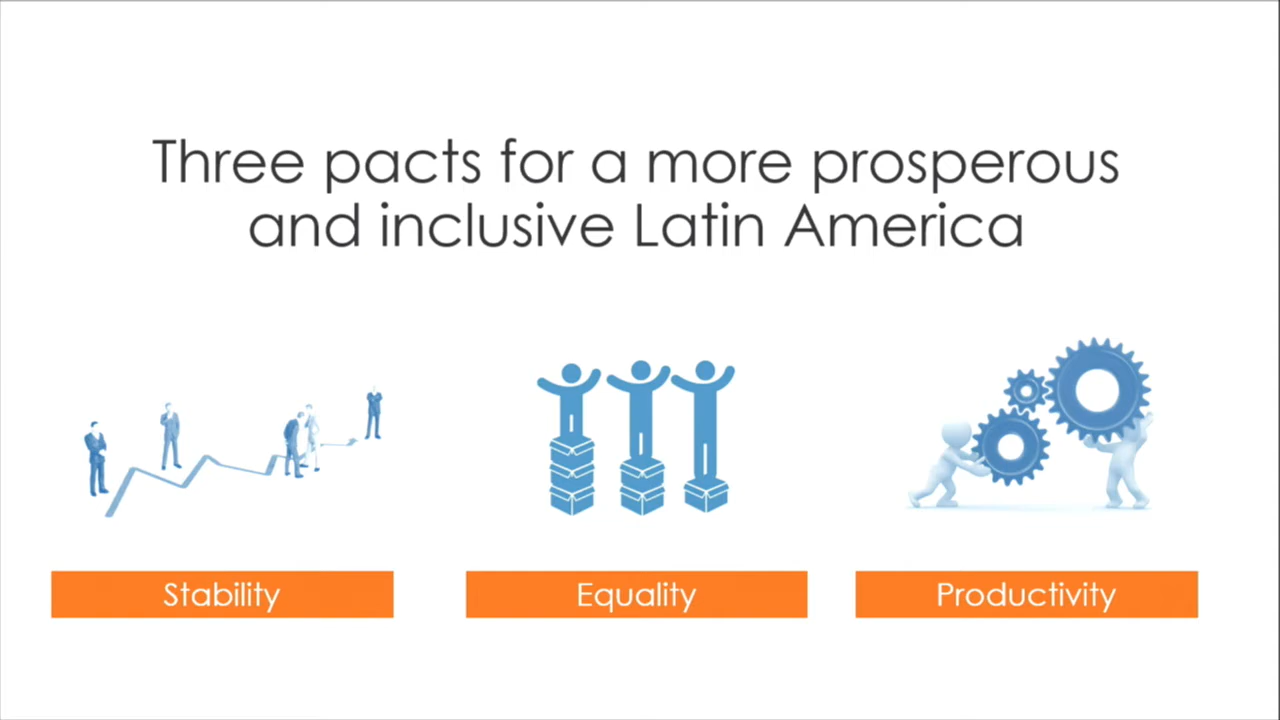 Three pacts for a more prosperous
and inclusive Latin America
Stability
Equality
Productivity